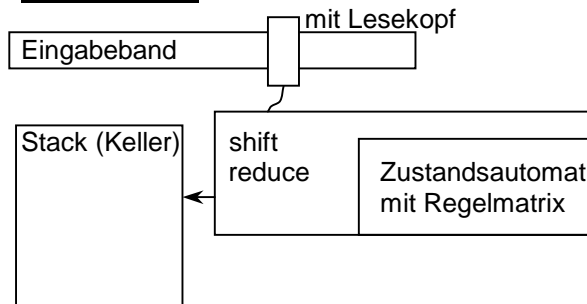 mit Lesekopf
Eingabeband
Stack (Keller)
shift
reduce
Zustandsautomat
mit Regelmatrix